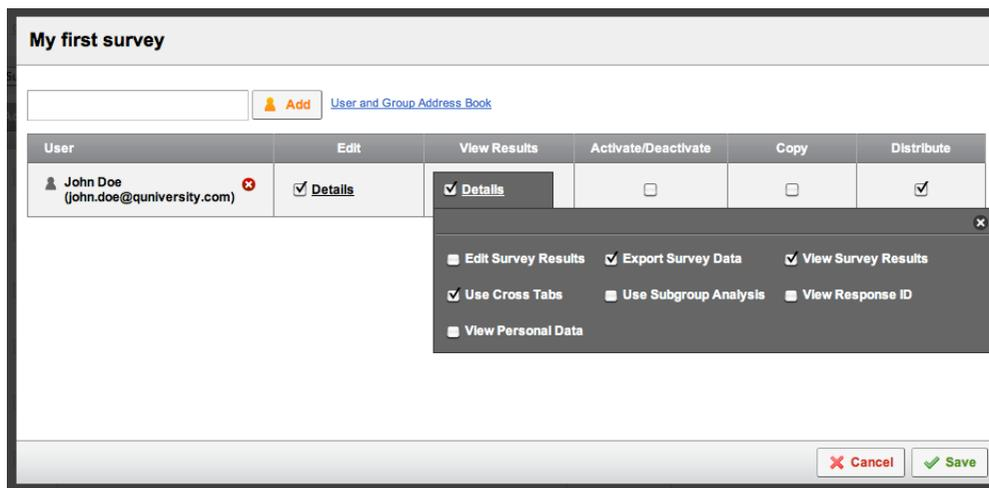 My first survey
Add User and Group Address Book
User Edit View Results Activate/Deactivate Copy Distribute
John Doe
(john.doe@quniversity.com) Details Details
Edit Survey Results Export Survey Data View Survey Results
Use Cross Tabs Use Subgroup Analysis View Response ID
View Personal Data
Cancel Save